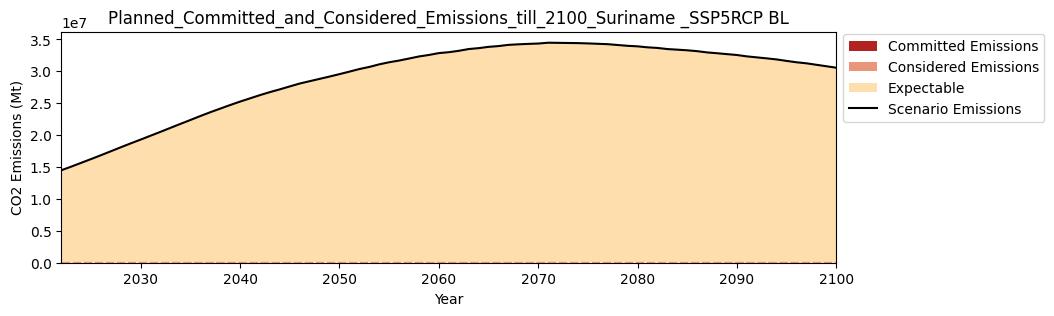 Planned_Committed_and_Considered_Emissions_till_2100_Suriname _SSP5RCP BL
1e7
3.5
3.0
2.5
2.0
1.5
1.0
0.5
0.0
CO2 Emissions (Mt)
2030 2040 2050 2060 2070 2080 2090 2100
Year
Committed Emissions
Considered Emissions
Expectable
Scenario Emissions